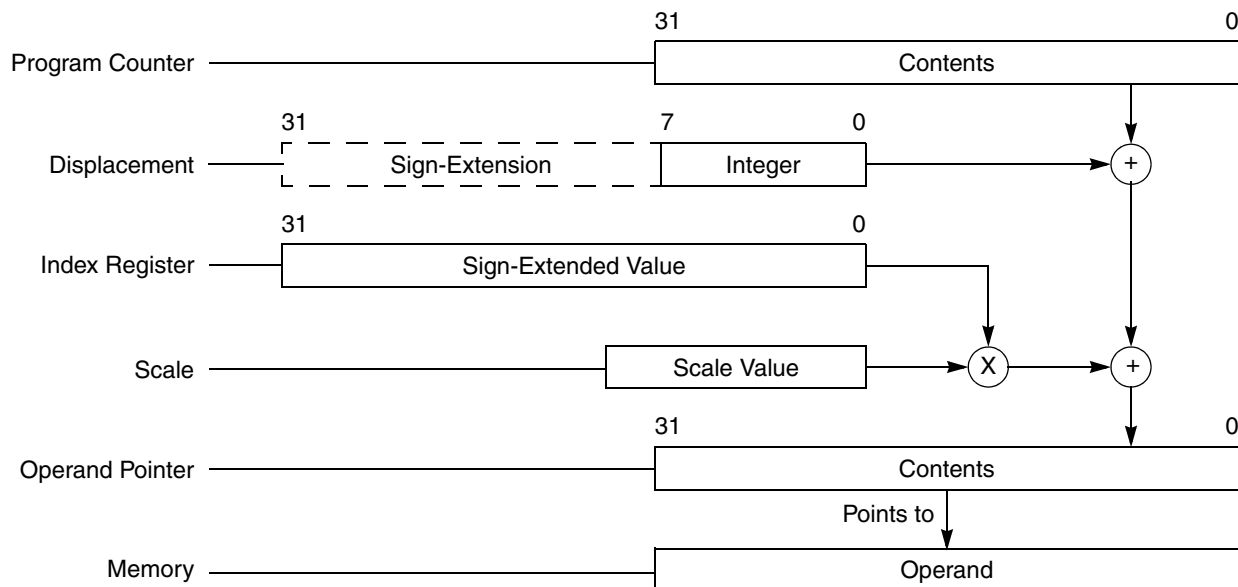 31 0
Program Counter Contents
31 7 0
Displacement Sign-Extension Integer +
31 0
Index Register Sign-Extended Value
Scale Scale Value X +
31 0
Operand Pointer Contents
Points to
Memory Operand